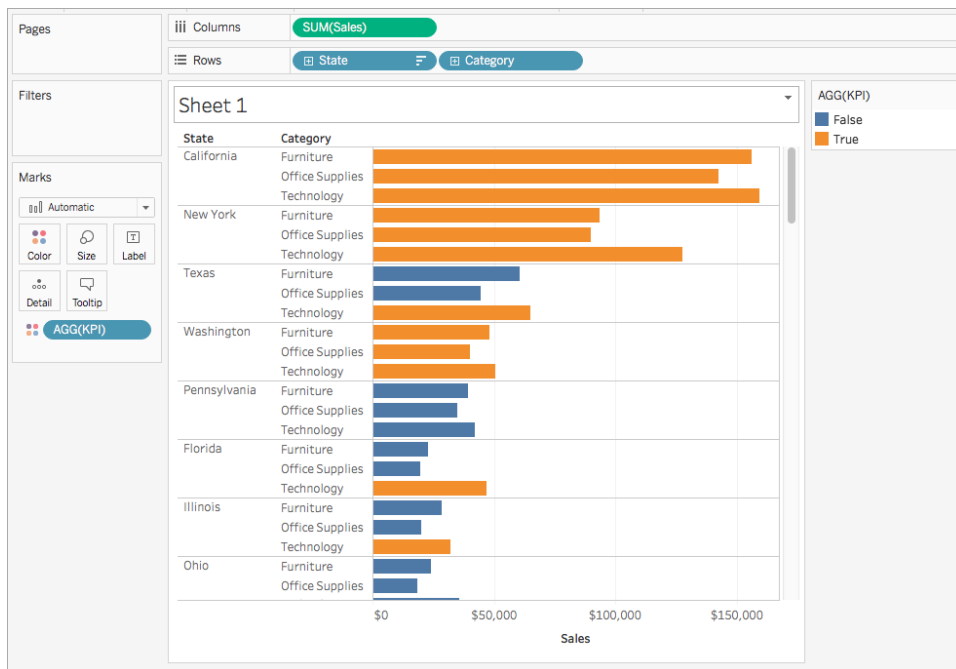 Pages
Columns
SUM(Sales)
Rows
State
Category
Filters
Marks
Automatic
Color
Size
T
Label
Detail
Tooltip
AGG(KPI)
Sheet 1
State
Category
California
Furniture
Office Supplies
Technology
New York
Furniture
Office Supplies
Technology
Texas
Furniture
Office Supplies
Technology
Washington
Furniture
Office Supplies
Technology
Pennsylvania
Furniture
Office Supplies
Technology
Florida
Furniture
Office Supplies
Technology
Illinois
Furniture
Office Supplies
Technology
Ohio
Furniture
Office Supplies
$0
$50,000
$100,000
$150,000
Sales
AGG(KPI)
False
True